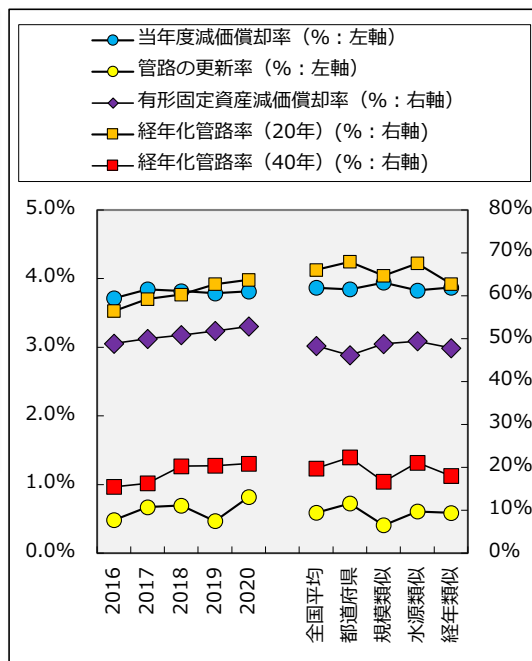 当年度減価償却率（%：左軸）
管路の更新率（%：左軸）
有形固定資産減価償却率（%：右軸）
経年化管路率（20年）(%：右軸)
経年化管路率（40年）(%：右軸)
5.0%
4.0%
3.0%
2.0%
1.0%
0.0%
80%
70%
60%
50%
40%
30%
20%
10%
0%
2016
2017
2018
2019
2020
全国平均
都道府県
規模類似
水源類似
経年類似